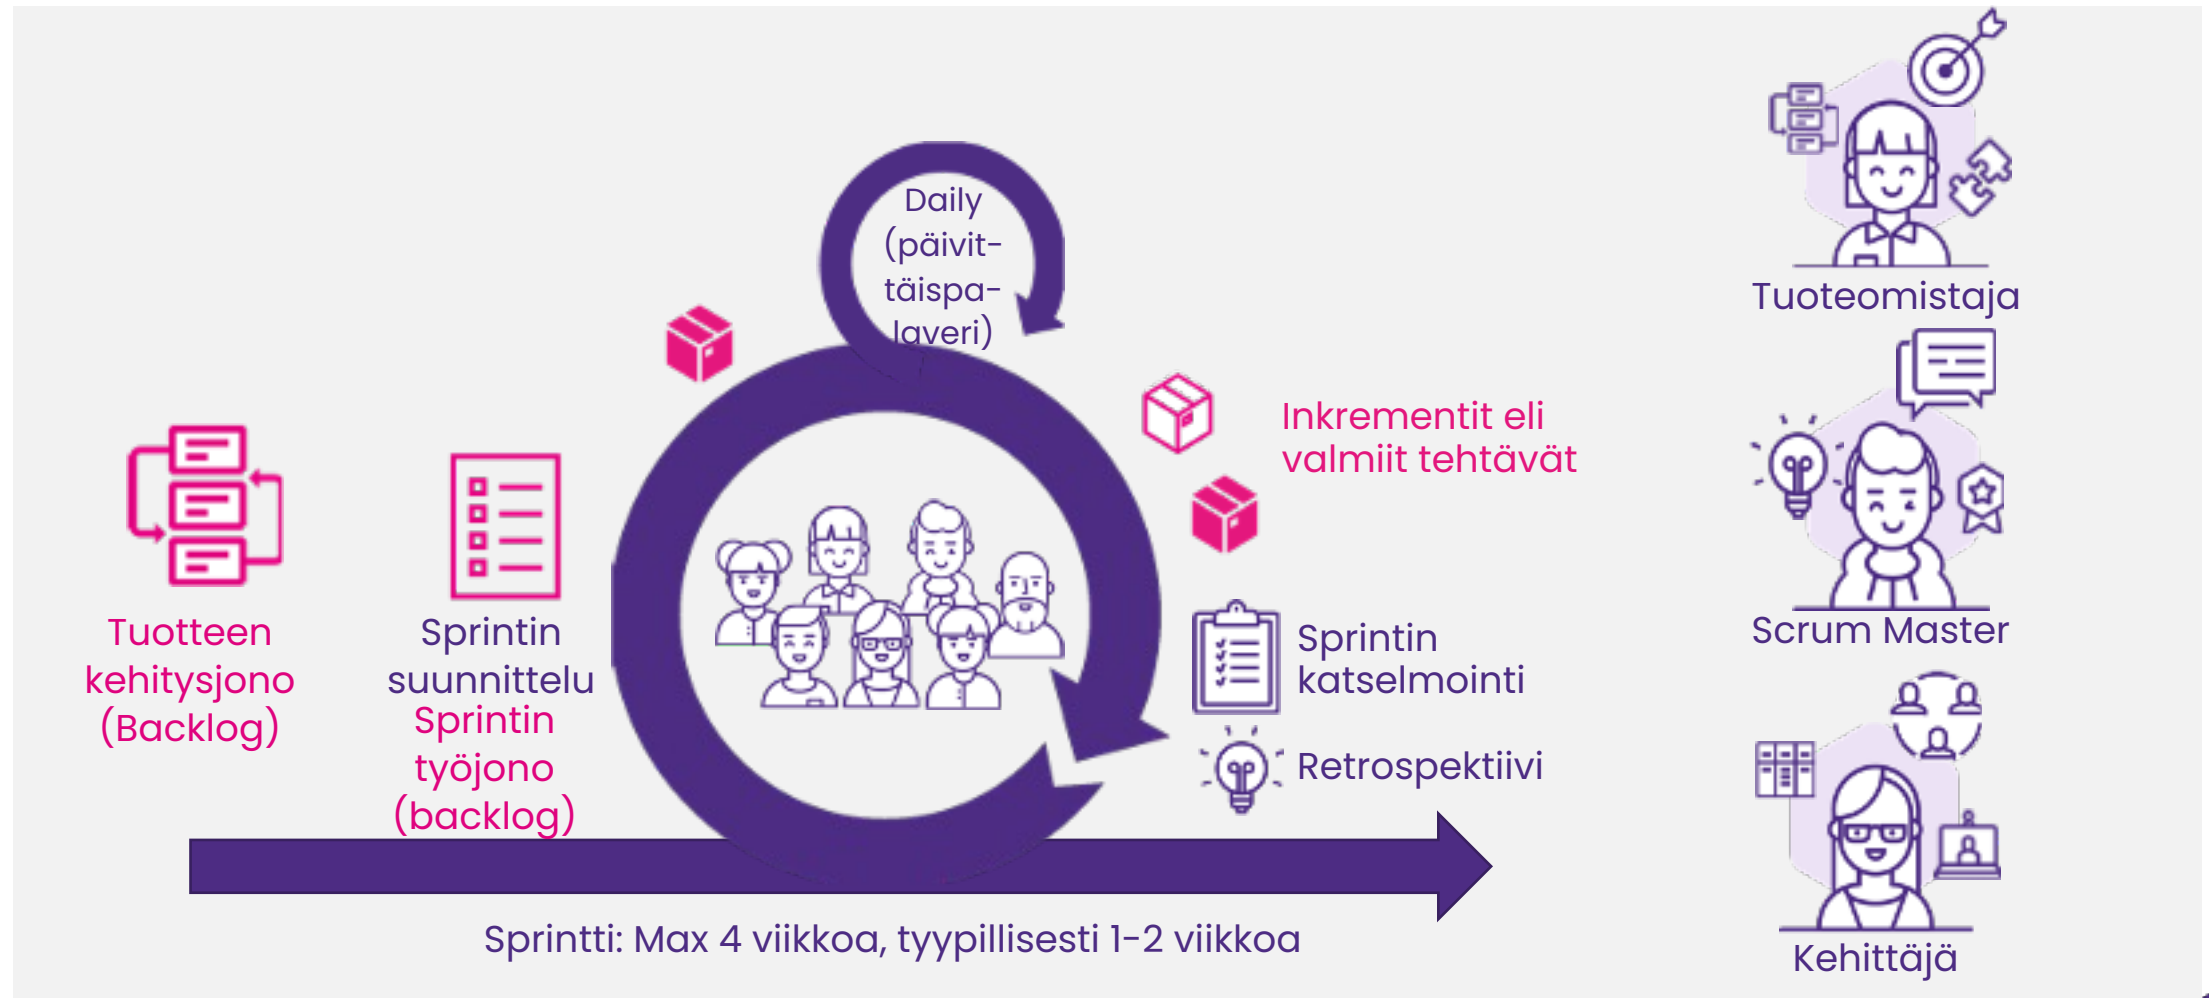 Daily
(päivit-
täispa-
laveri)
Tuotteen
kehitysjono
(Backlog)
Sprintin
suunnittelu
Sprintin
työjono
(backlog)
Inkrementit eli
valmiit tehtävät
Sprintin
katselmointi
Retrospektiivi
Sprintti: Max 4 viikkoa, tyypillisesti 1-2 viikkoa
Tuoteomistaja
Scrum Master
Kehittäjä